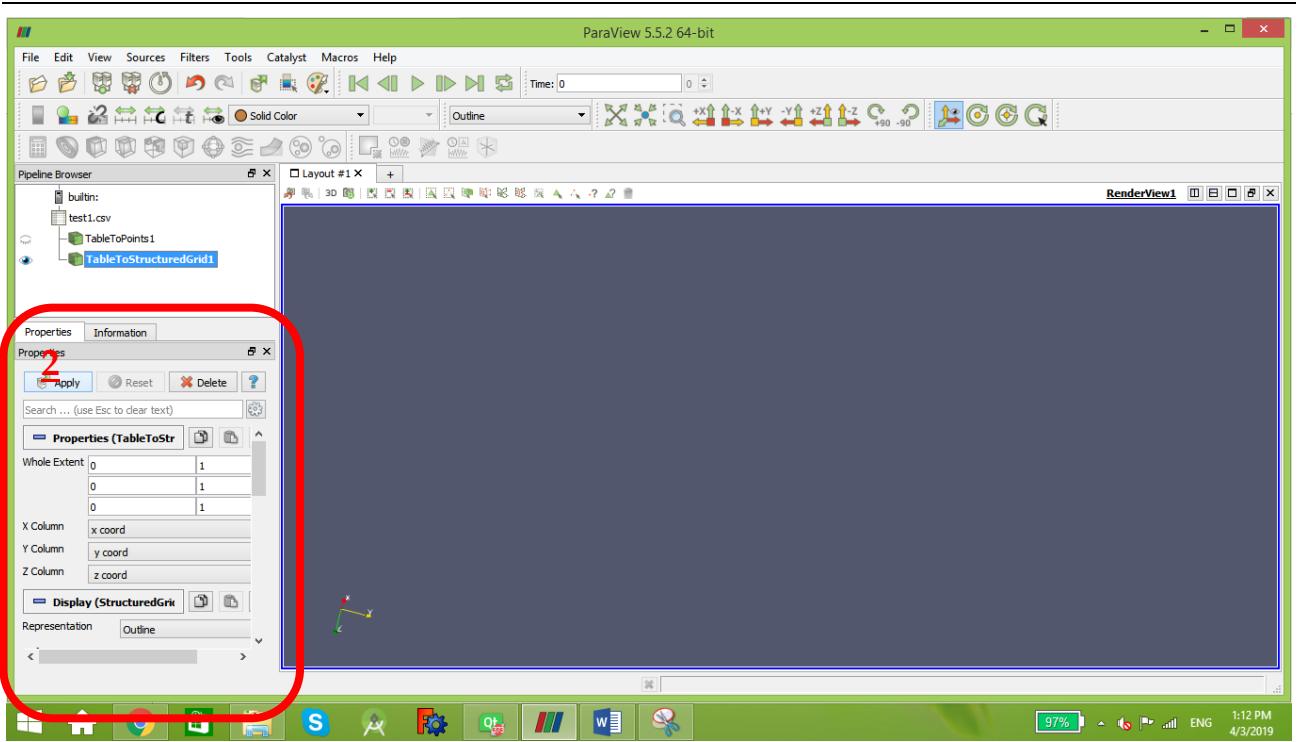 ParaView 5.5.2 64-bit
File Edit View Sources Filters Tools Catalyst Macros Help
Time: 0 0
Solid Color Outline +X -X +Y -Y +Z -Z +90 -90
Pipeline Browser
Layout #1 X +
3D
RenderView1
builtin:
test1.csv
TableToPoints1
TableToStructuredGrid1
Properties Information
Properties
2
Apply Reset Delete ?
Search ... (use Esc to clear text)
Properties (TableToStr
Whole Extent 0 1
0 1
0 1
X Column x coord
Y Column y coord
Z Column z coord
Display (StructuredGri
Representation Outline
97% ENG 1:12 PM
4/3/2019